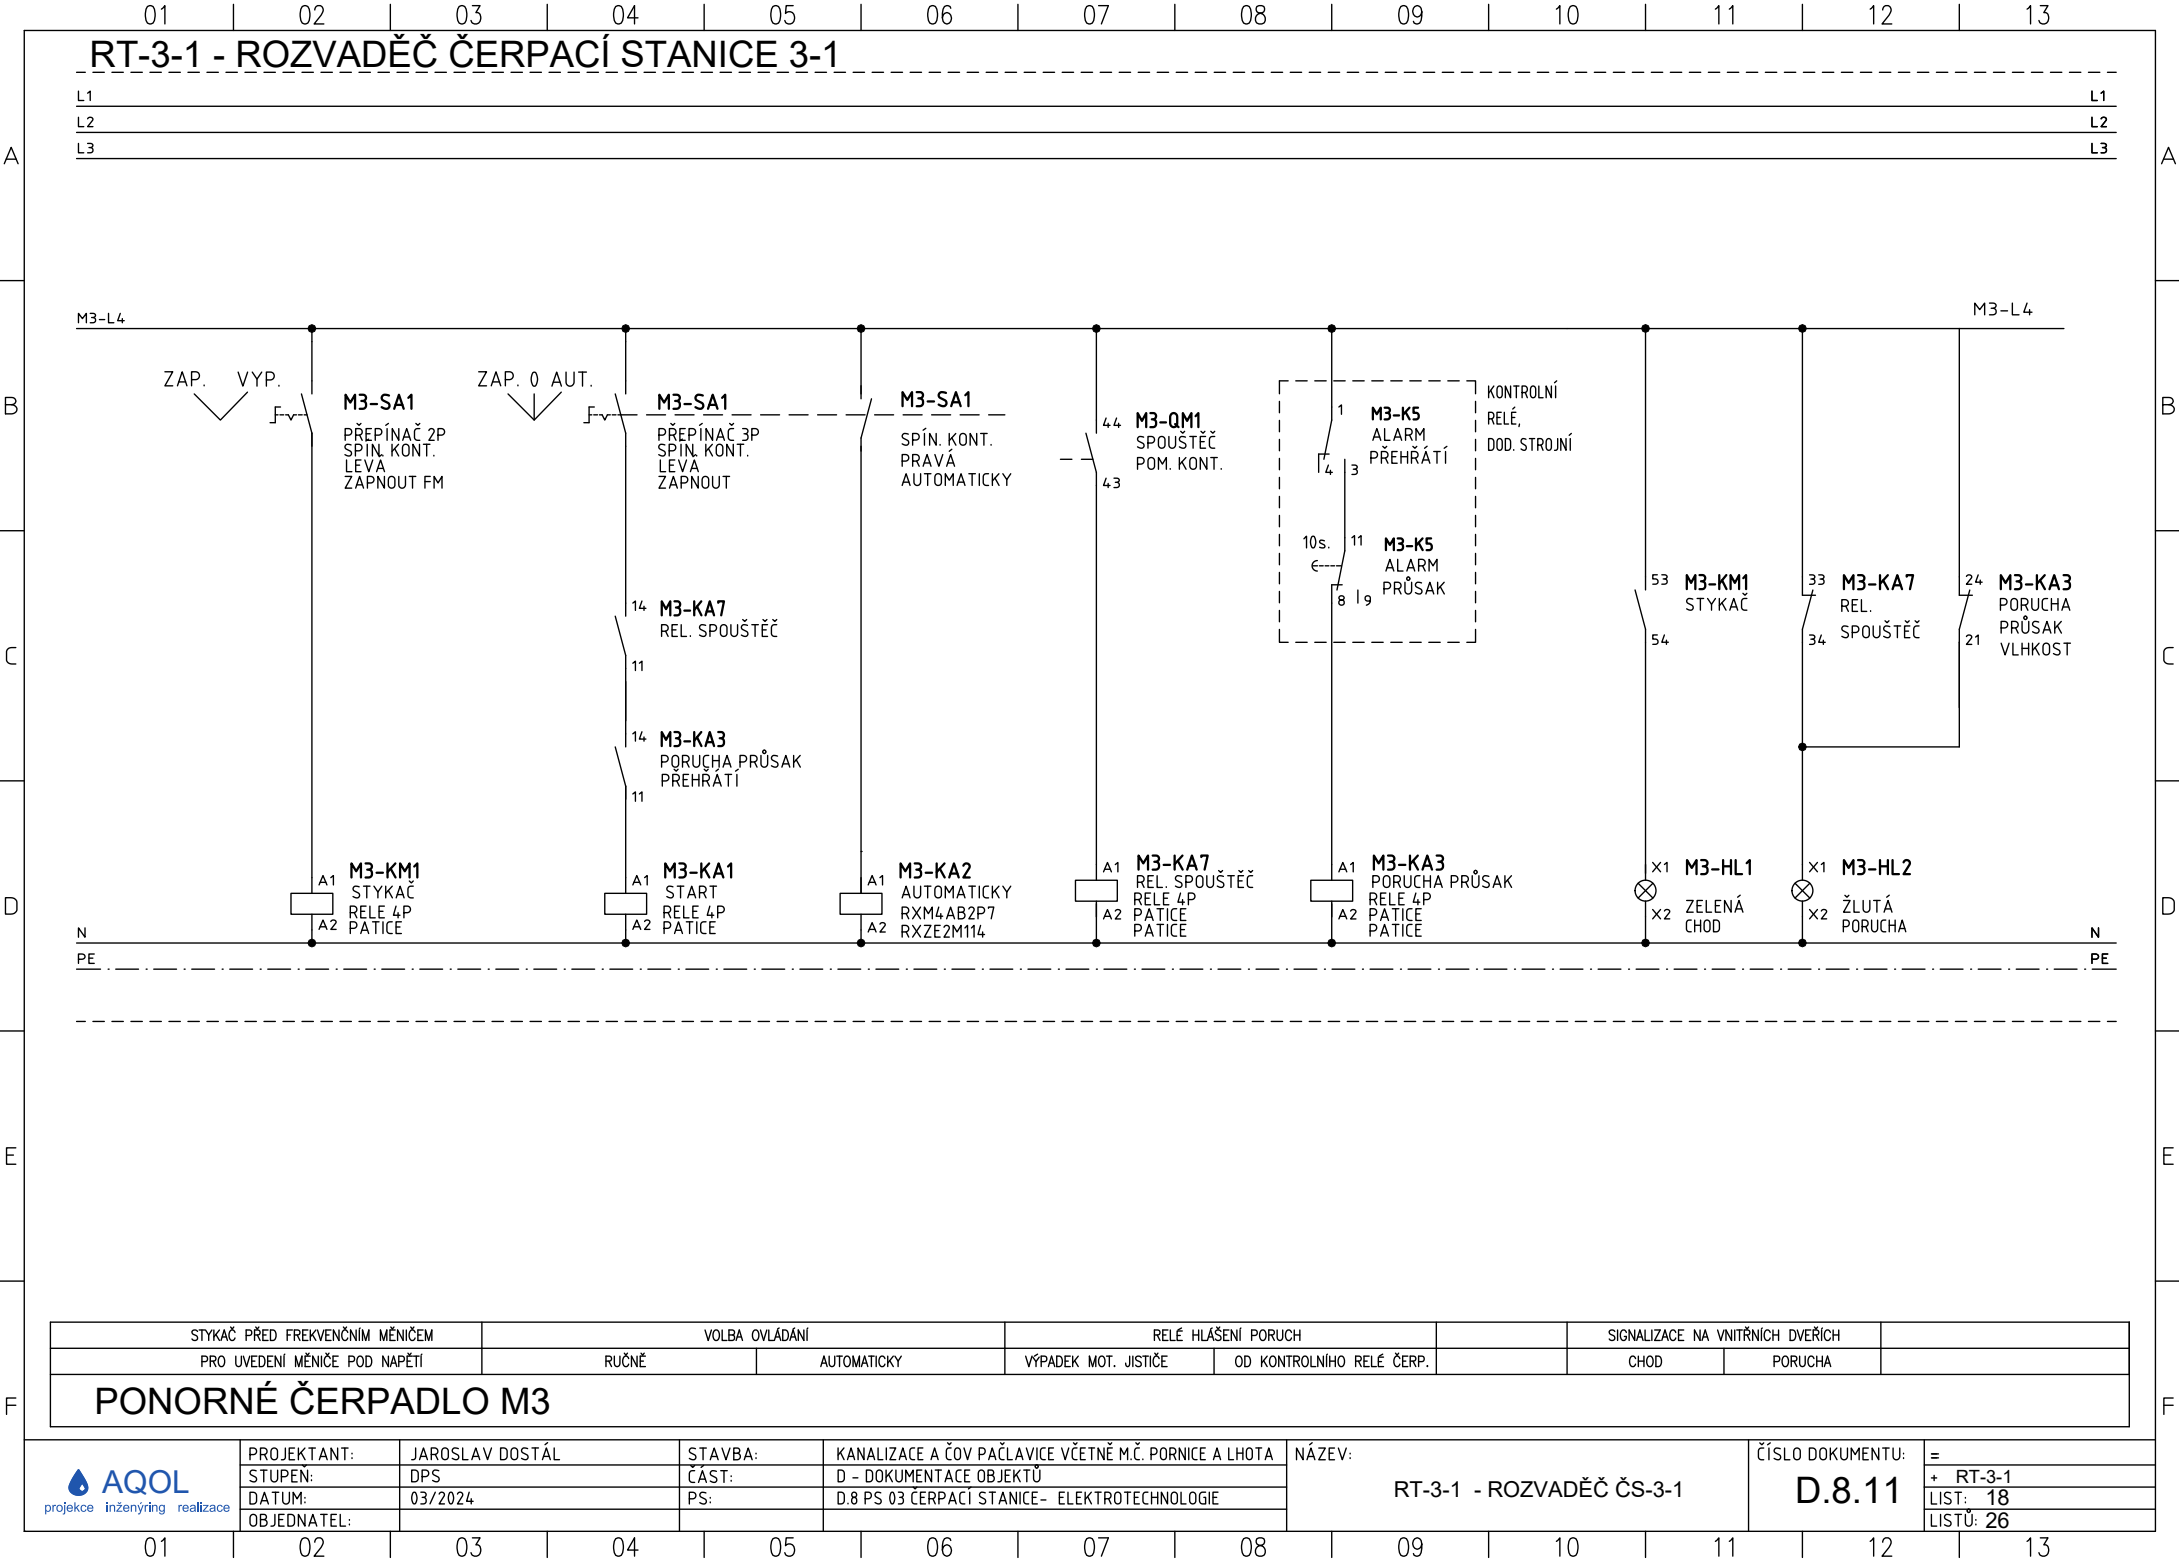 01 02 03 04 05 06 07 08 09 10 11 12 13
RT-3-1 - ROZVADĚČ ČERPACÍ STANICE 3-1
L1 L1
L2 L2
L3 L3
A A
M3-L4 M3-L4
ZAP. VYP.
ZAP. 0 AUT.
B B
M3-SA1
PŘEPÍNAČ 2P
SPÍN. KONT.
LEVÁ
ZAPNOUT FM
M3-SA1
PŘEPÍNAČ 3P
SPÍN. KONT.
LEVÁ
ZAPNOUT
M3-SA1
SPÍN. KONT.
PRAVÁ
AUTOMATICKY
44 M3-QM1
SPOUŠTĚČ
POM. KONT.
43
1 M3-K5
ALARM
PŘEHŘÁTÍ
4 3
KONTROLNÍ
RELÉ,
DOD. STROJNÍ
10s. 11 M3-K5
ALARM
PRŮSAK
8 9
53 M3-KM1
STYKAČ
54
33 M3-KA7
REL.
SPOUŠTĚČ
34
24 M3-KA3
PORUCHA
PRŮSAK
21 VLHKOST
14 M3-KA7
REL. SPOUŠTĚČ
11
C C
14 M3-KA3
PORUCHA PRŮSAK
PŘEHŘÁTÍ
11
M3-KM1
A1 STYKAČ
RELE 4P
A2 PATICE
M3-KA1
A1 START
RELE 4P
A2 PATICE
M3-KA2
A1 AUTOMATICKY
RXM4AB2P7
A2 RXZE2M114
A1 M3-KA7
REL. SPOUŠTĚČ
RELE 4P
A2 PATICE
PATICE
A1 M3-KA3
PORUCHA PRŮSAK
RELE 4P
A2 PATICE
PATICE
X1 M3-HL1
X2 ZELENÁ
CHOD
X1 M3-HL2
X2 ŽLUTÁ
PORUCHA
D D
N N
PE PE
E E
STYKAČ PŘED FREKVENČNÍM MĚNIČEM VOLBA OVLÁDÁNÍ RELÉ HLÁŠENÍ PORUCH SIGNALIZACE NA VNITŘNÍCH DVEŘÍCH
PRO UVEDENÍ MĚNIČE POD NAPĚTÍ RUČNĚ AUTOMATICKY VÝPADEK MOT. JISTIČE OD KONTROLNÍHO RELÉ ČERP. CHOD PORUCHA
F F
PONORNÉ ČERPADLO M3
AQOL
projekce inženýring realizace
PROJEKTANT: JAROSLAV DOSTÁL
STUPEŇ: DPS
DATUM: 03/2024
OBJEDNATEL:
STAVBA: KANALIZACE A ČOV PAČLAVICE VČETNĚ M.Č. PORNICE A LHOTA
ČÁST: D - DOKUMENTACE OBJEKTŮ
PS: D.8 PS 03 ČERPACÍ STANICE- ELEKTROTECHNOLOGIE
NÁZEV:
RT-3-1 - ROZVADĚČ ČS-3-1
ČÍSLO DOKUMENTU:
D.8.11
=
+ RT-3-1
LIST: 18
LISTŮ: 26
01 02 03 04 05 06 07 08 09 10 11 12 13